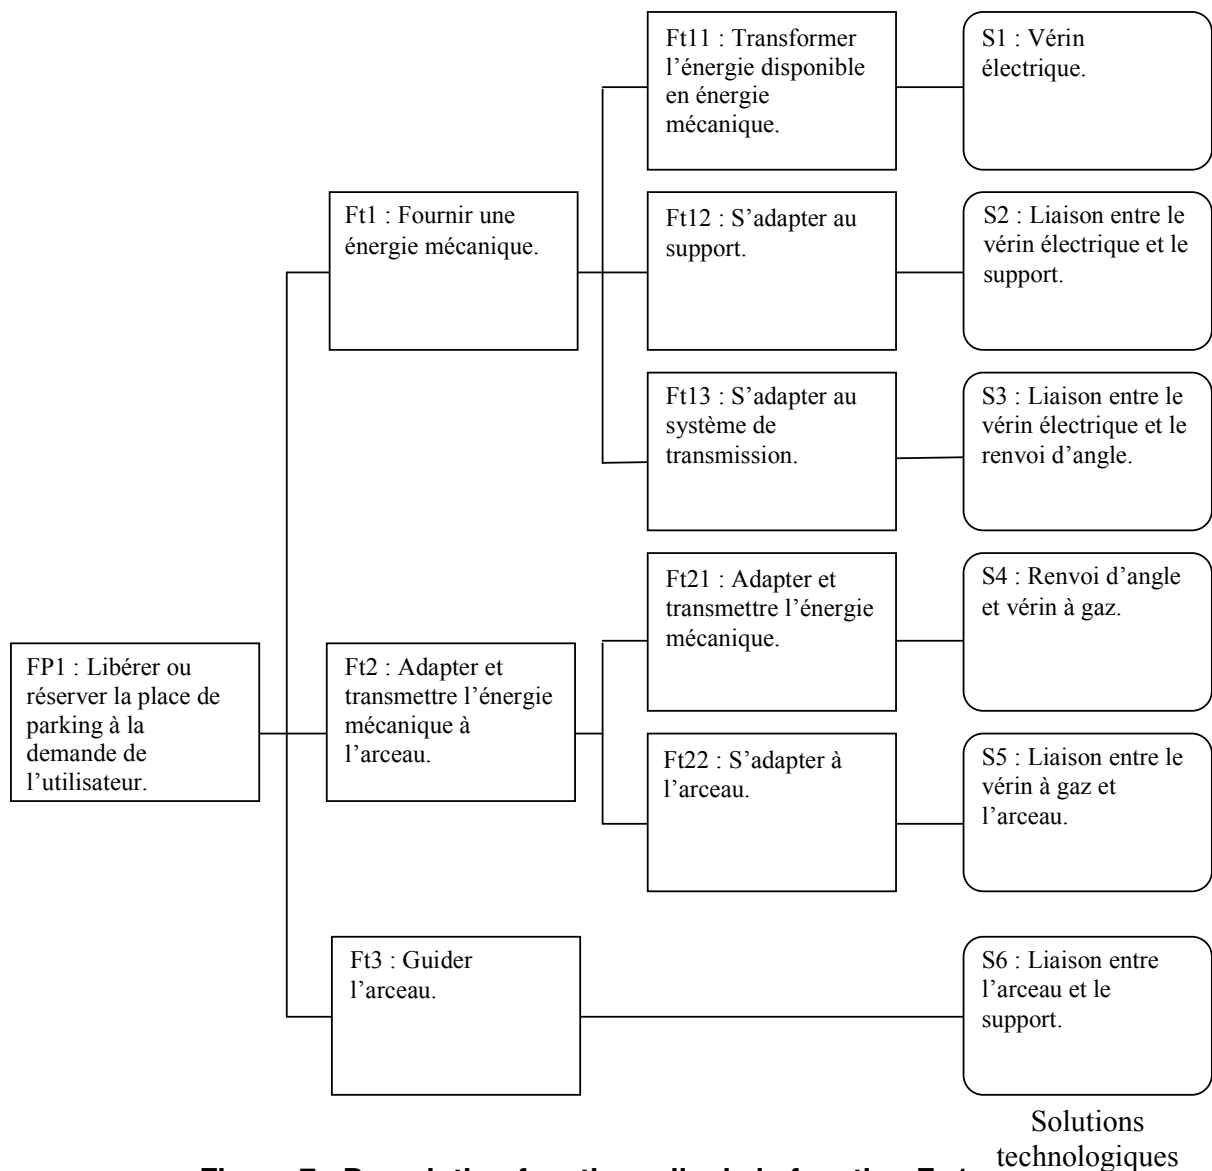 Ft11 : Transformer
l’énergie disponible
en énergie
mécanique.
S1 : Vérin
électrique.
Ft1 : Fournir une
énergie mécanique.
Ft12 : S’adapter au
support.
S2 : Liaison entre le
vérin électrique et le
support.
Ft13 : S’adapter au
système de
transmission.
S3 : Liaison entre le
vérin électrique et le
renvoi d’angle.
FP1 : Libérer ou
réserver la place de
parking à la
demande de
l’utilisateur.
Ft2 : Adapter et
transmettre l’énergie
mécanique à
l’arceau.
Ft21 : Adapter et
transmettre l’énergie
mécanique.
S4 : Renvoi d’angle
et vérin à gaz.
Ft22 : S’adapter à
l’arceau.
S5 : Liaison entre le
vérin à gaz et
l’arceau.
Ft3 : Guider
l’arceau.
S6 : Liaison entre
l’arceau et le
support.
Solutions
technologiques